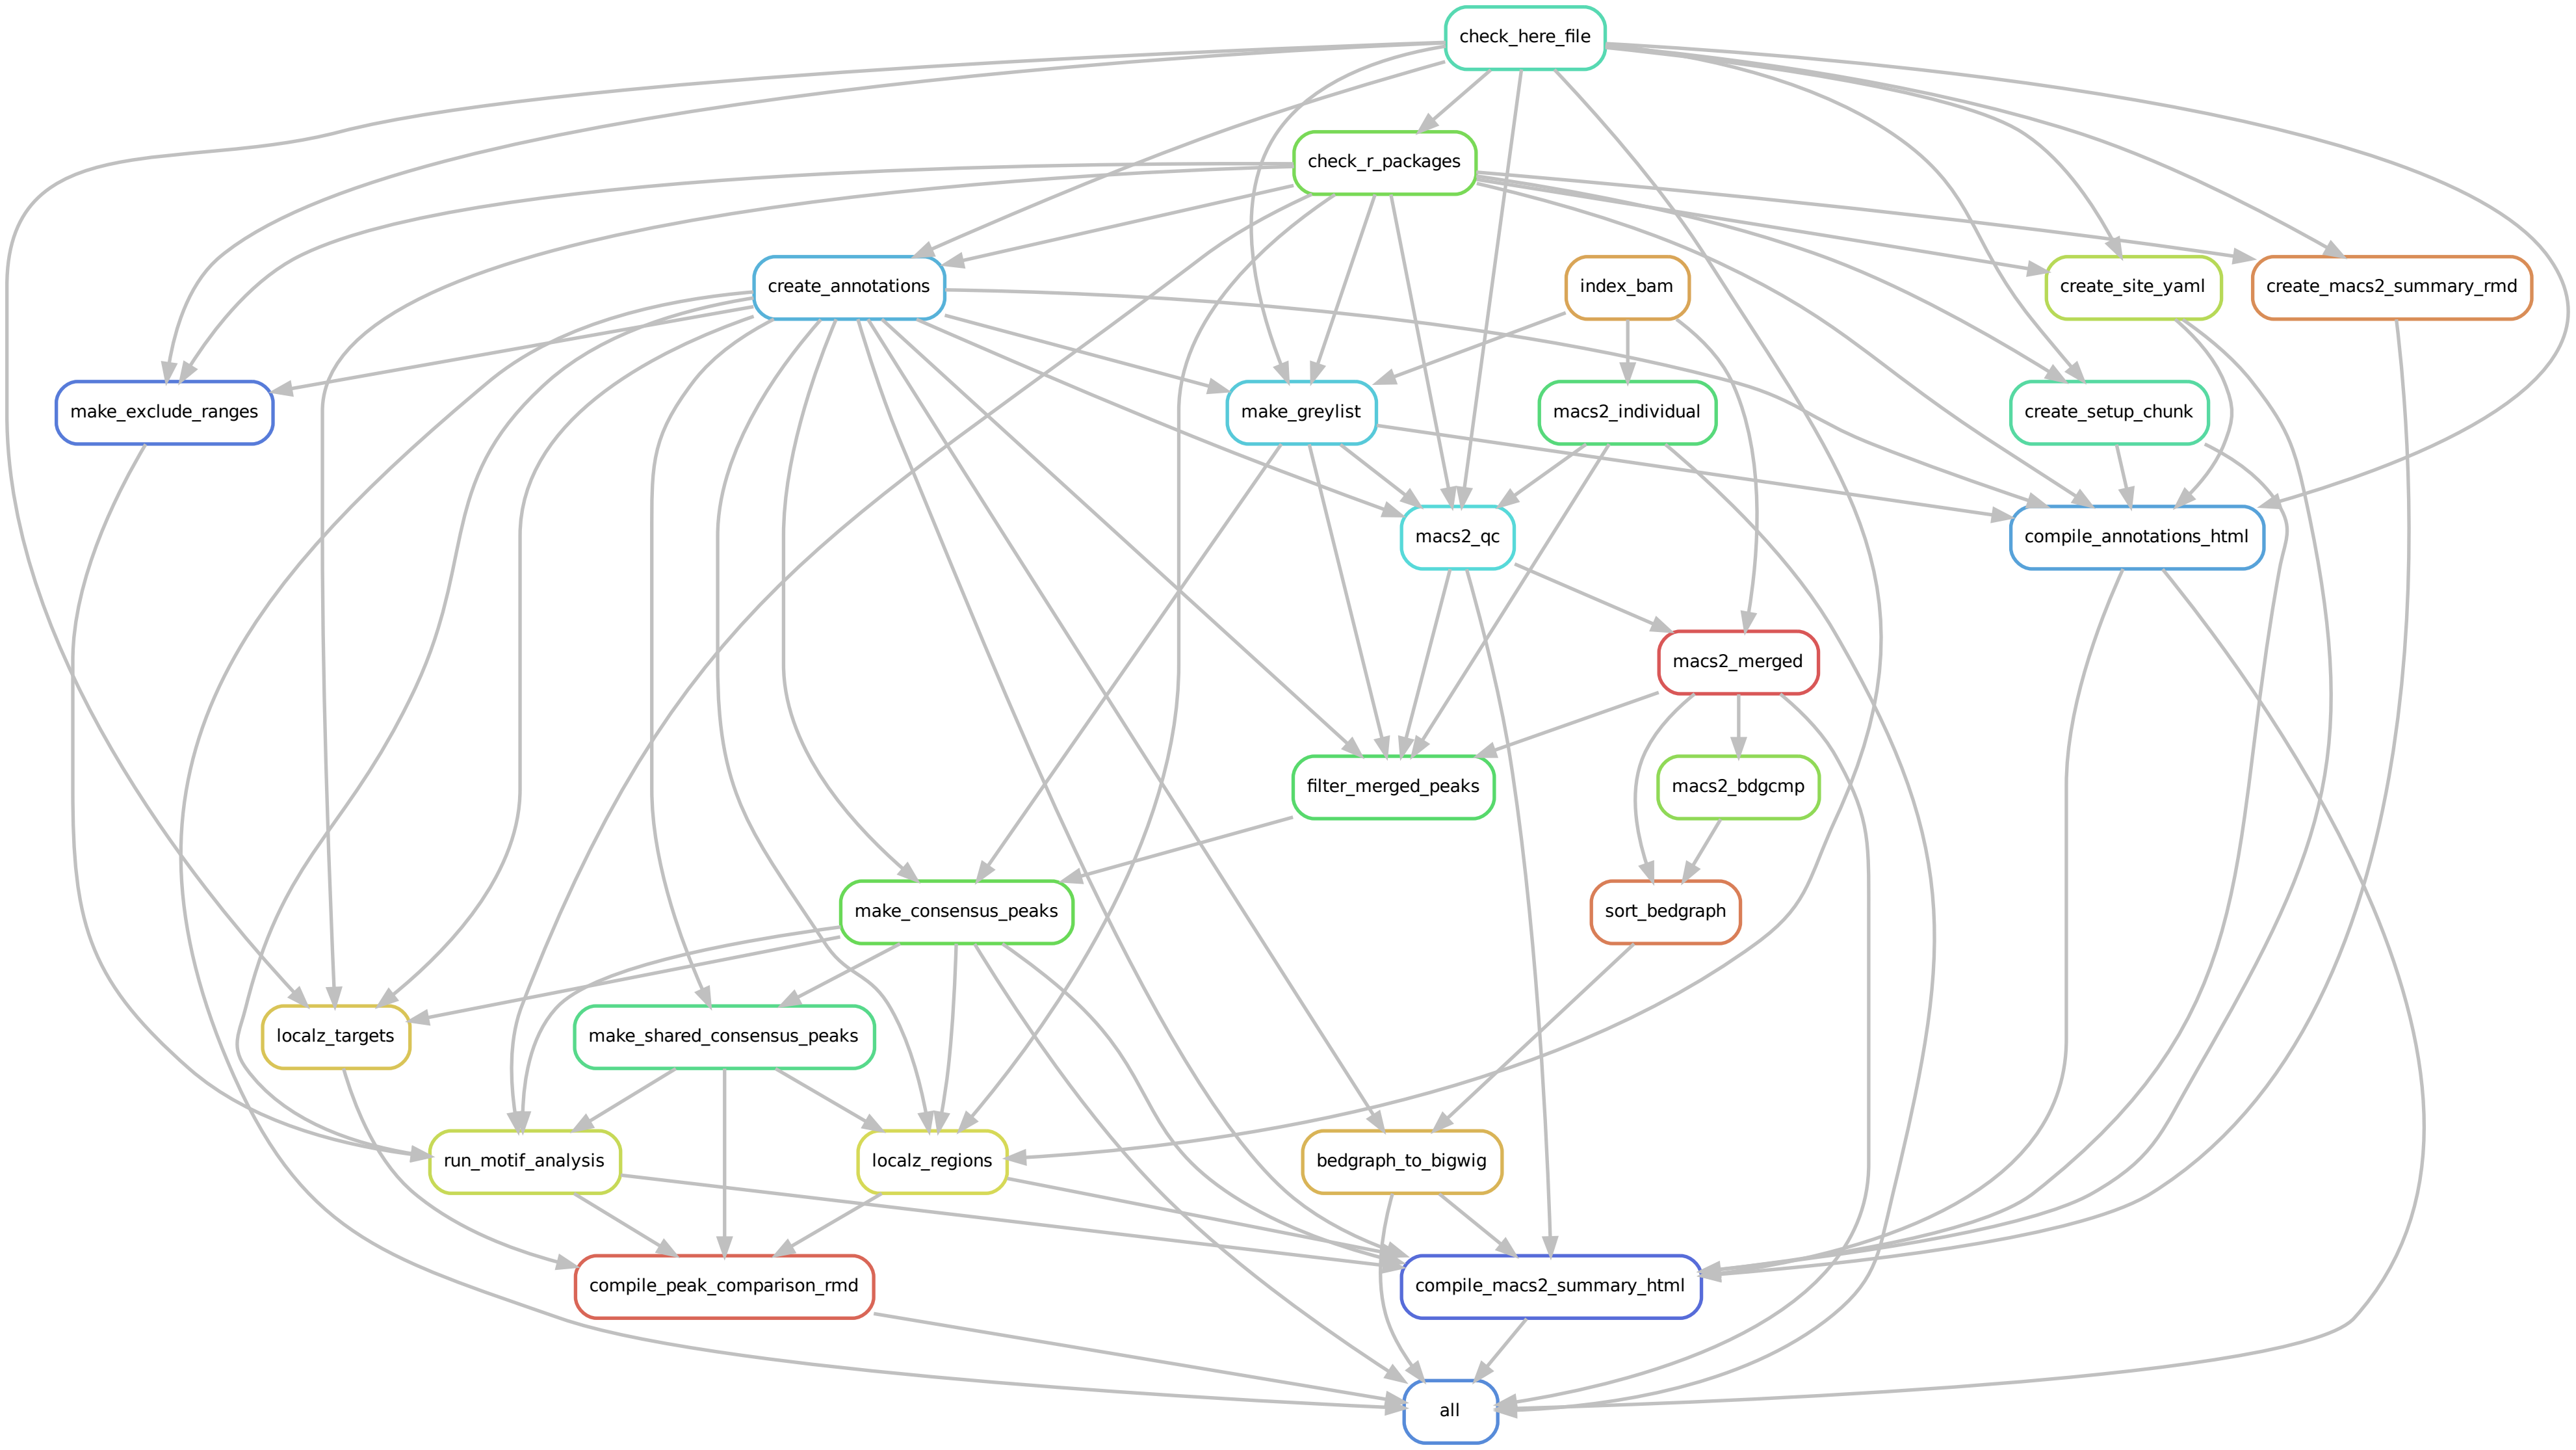 check_here_file
check_r_packages
create_annotations
index_bam
create_site_yaml
create_macs2_summary_rmd
make_exclude_ranges
make_greylist
macs2_individual
create_setup_chunk
macs2_qc
compile_annotations_html
macs2_merged
filter_merged_peaks
macs2_bdgcmp
make_consensus_peaks
sort_bedgraph
localz_targets
make_shared_consensus_peaks
run_motif_analysis
localz_regions
bedgraph_to_bigwig
compile_peak_comparison_rmd
compile_macs2_summary_html
all